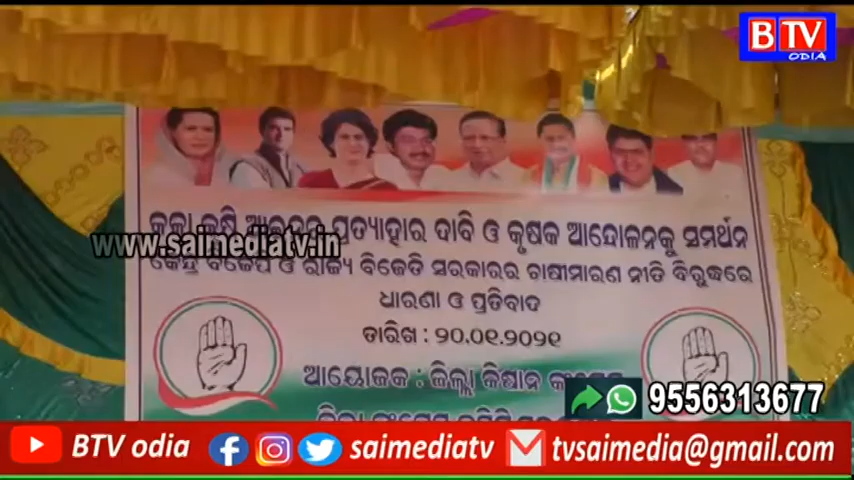 BTV
ODIA
କଳା କୃଷି ଆଇନର ପ୍ରତ୍ୟାହାର ଦାବି ଓ କୃଷକ ଆନ୍ଦୋଳନକୁ ସମର୍ଥନ
www.saimediatv.in
କେନ୍ଦ୍ର ବିଜେପି ଓ ରାଜ୍ୟ ବିଜେଡି ସରକାରର ଚାଷୀମାରଣ ନୀତି ବିରୁଦ୍ଧରେ
ଧାରଣା ଓ ପ୍ରତିବାଦ
ତାରିଖ : ୨୦.୦୧.୨୦୨୧
ଆୟୋଜକ : ଜିଲ୍ଲା କିଷାନ
9556313677
ଜିଲ୍ଲା କଂଗ୍ରେସ
BTV odia saimediatv tvsaimedia@gmail.com